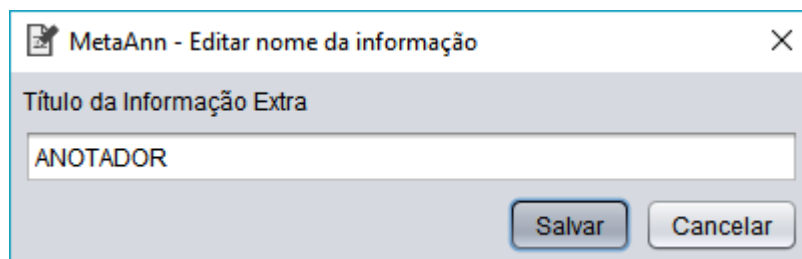 MetaAnn - Editar nome da informação
Título da Informação Extra
ANOTADOR
Salvar Cancelar